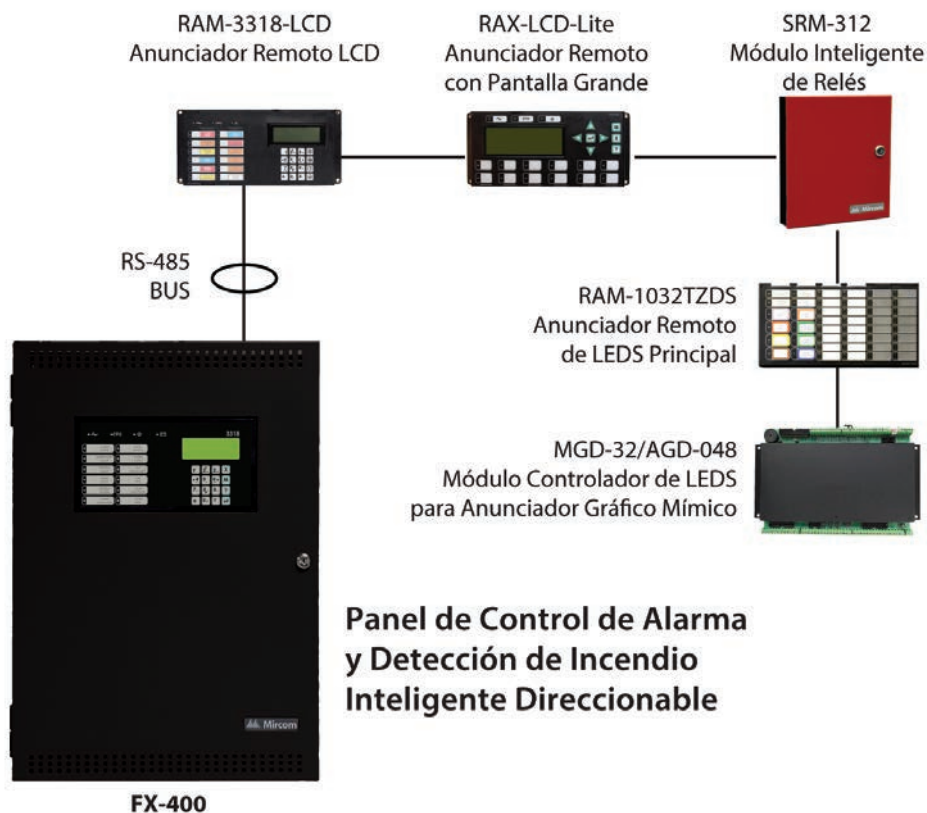 RAM-3318-LCD
Anunciador Remoto LCD
RAX-LCD-Lite
Anunciador Remoto
con Pantalla Grande
SRM-312
Módulo Inteligente
de Relés
Mircom
RS-485
BUS
RAM-1032TZDS
Anunciador Remoto
de LEDS Principal
3318
MGD-32/AGD-048
Módulo Controlador de LEDS
para Anunciador Gráfico Mímico
Panel de Control de Alarma
y Detección de Incendio
Inteligente Direccionable
Mircom
FX-400